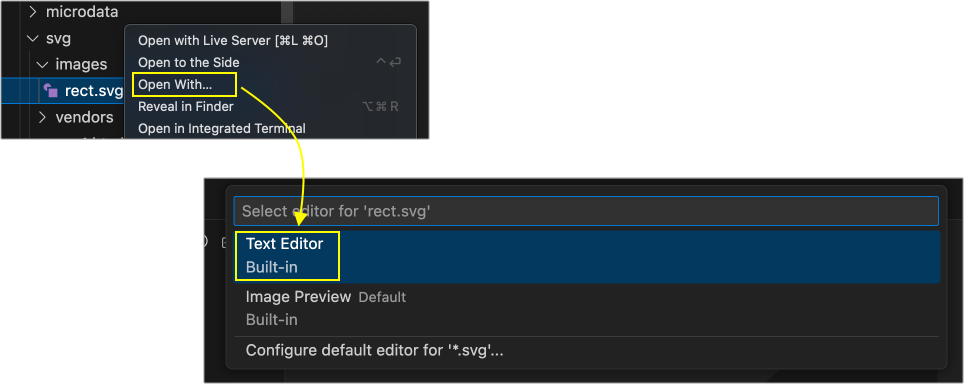 microdata
svg
images
rect.svg
vendors
Open with Live Server [⌘L ⌘O]
Open to the Side ^⏎
Open With...
Reveal in Finder ⌥⌘R
Open in Integrated Terminal
Select editor for 'rect.svg'
Text Editor
Built-in
Image Preview Default
Built-in
Configure default editor for '*.svg'...